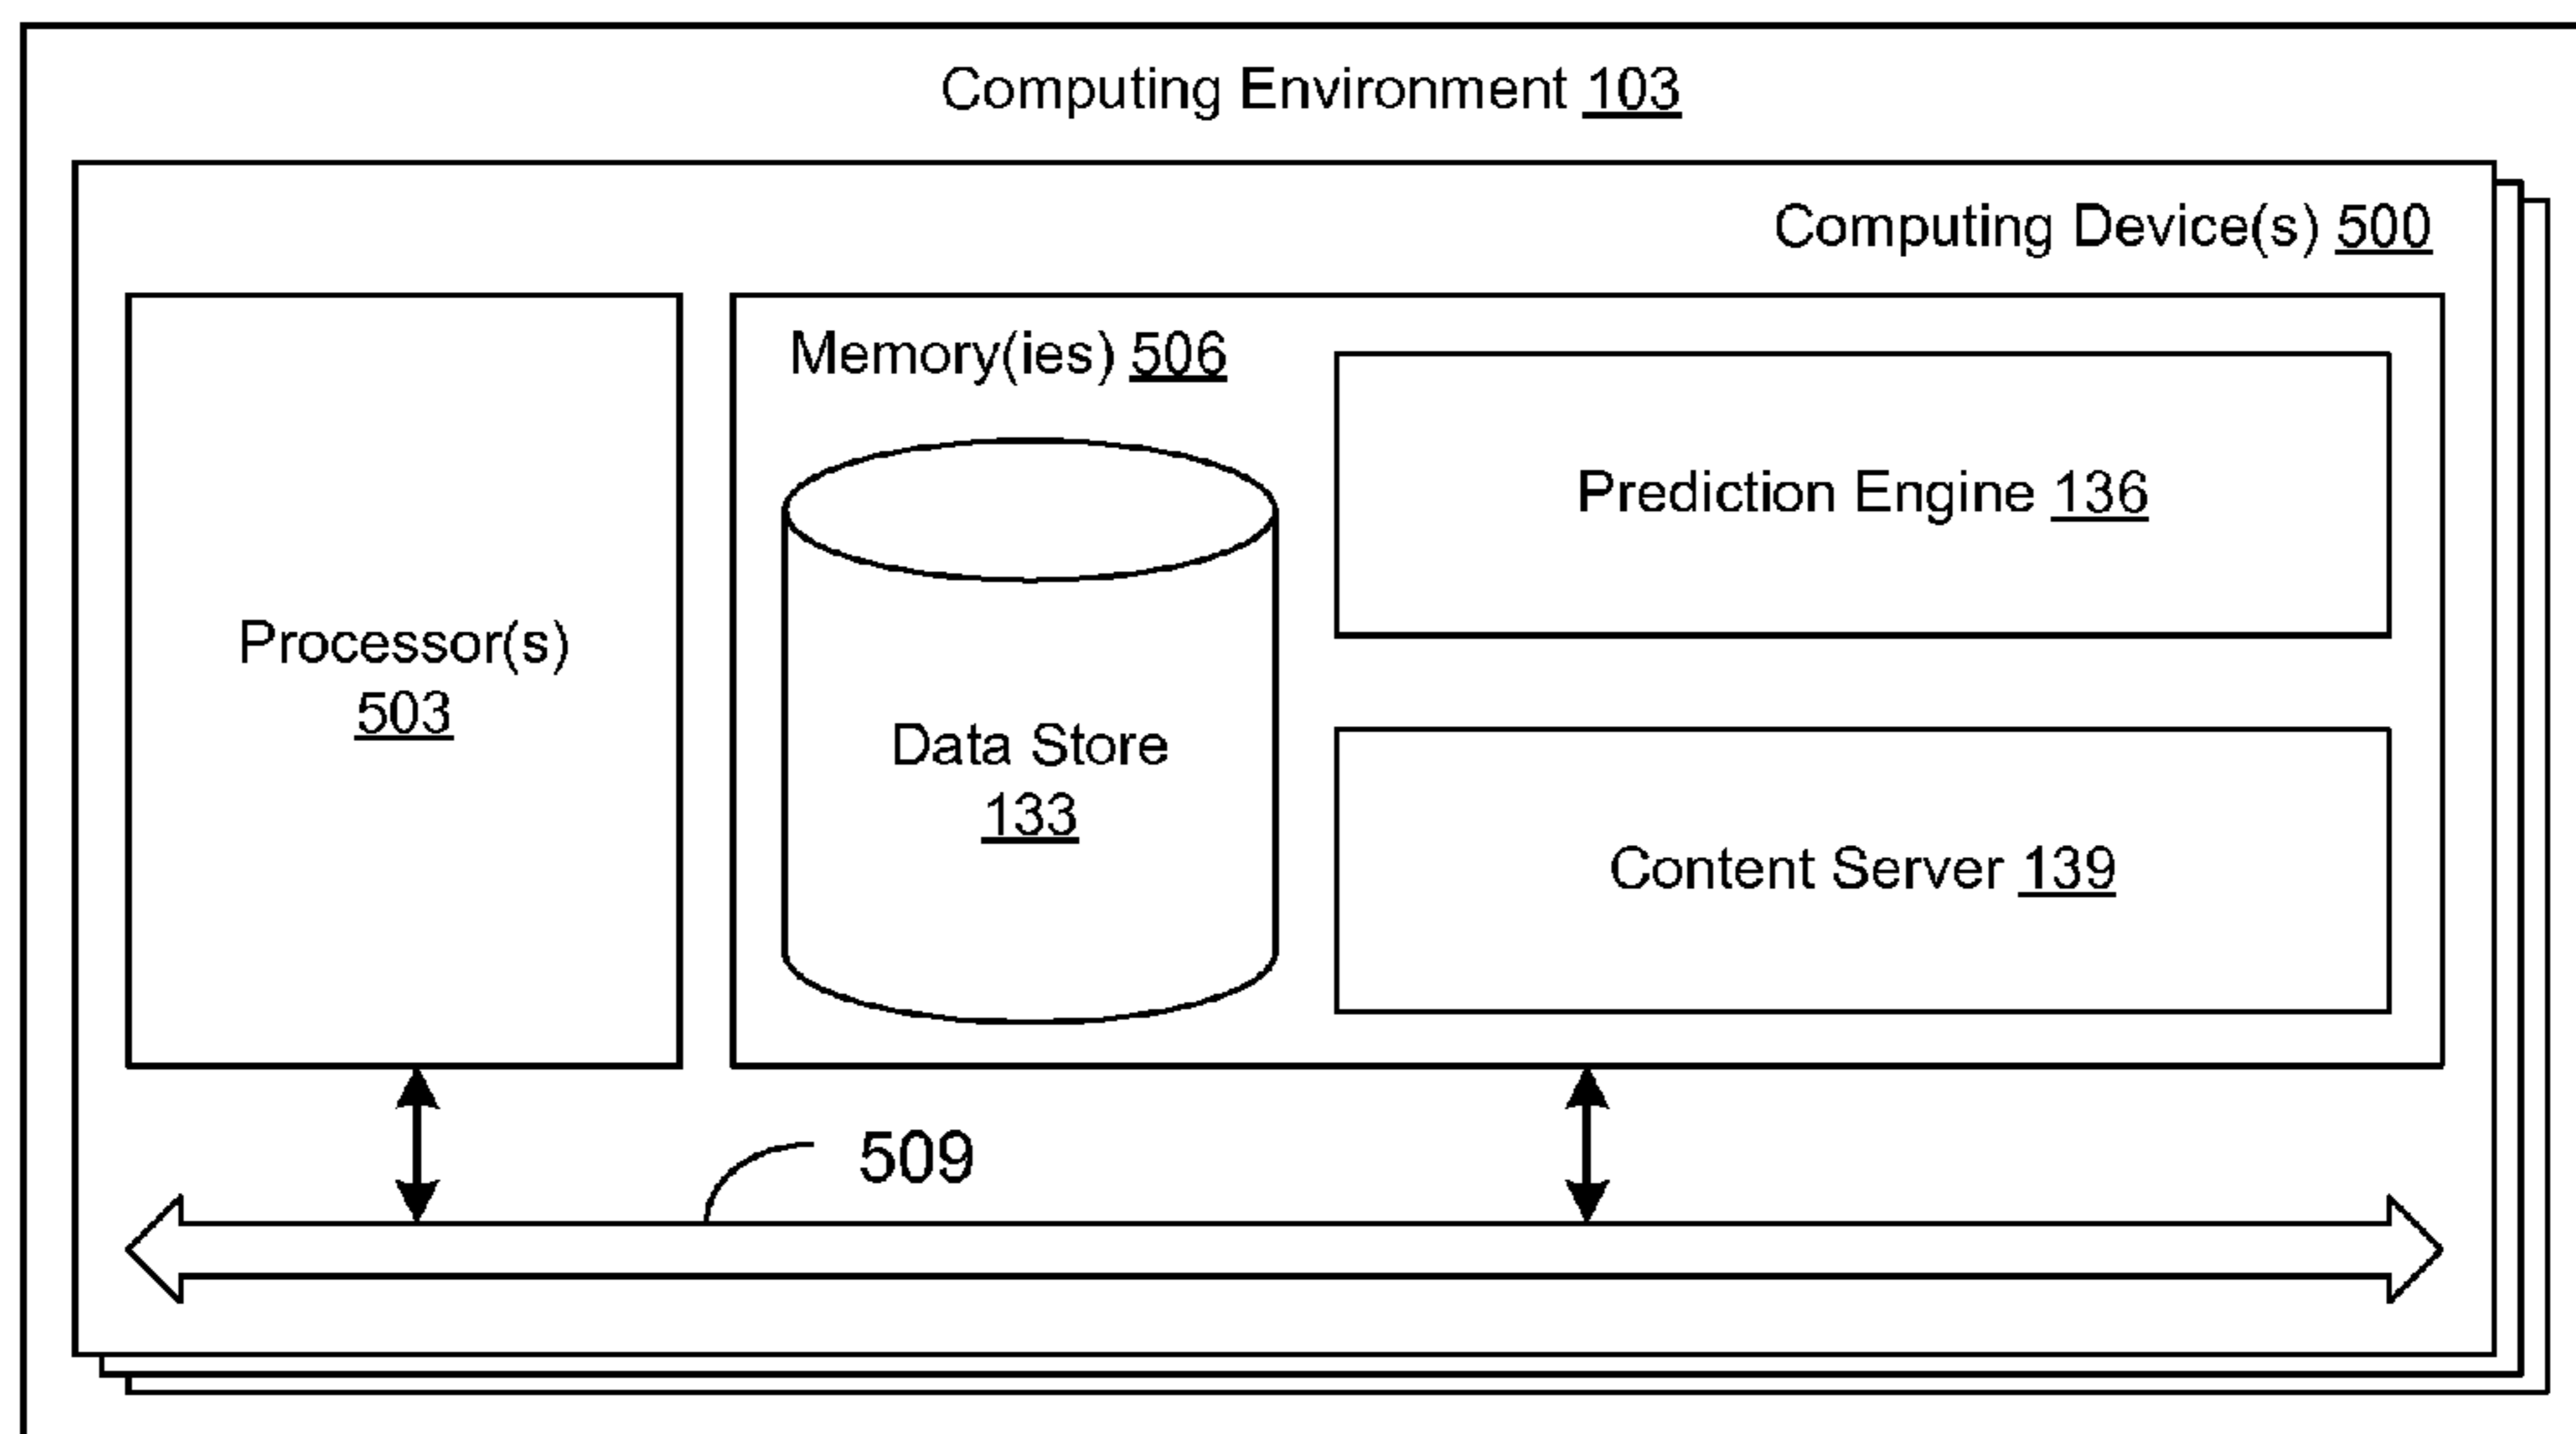 Computing Environment 103
Computing Device(s) 500
Memory(ies) 506
Prediction Engine 136
Processor(s)
503
Data Store
133
Content Server 139
509